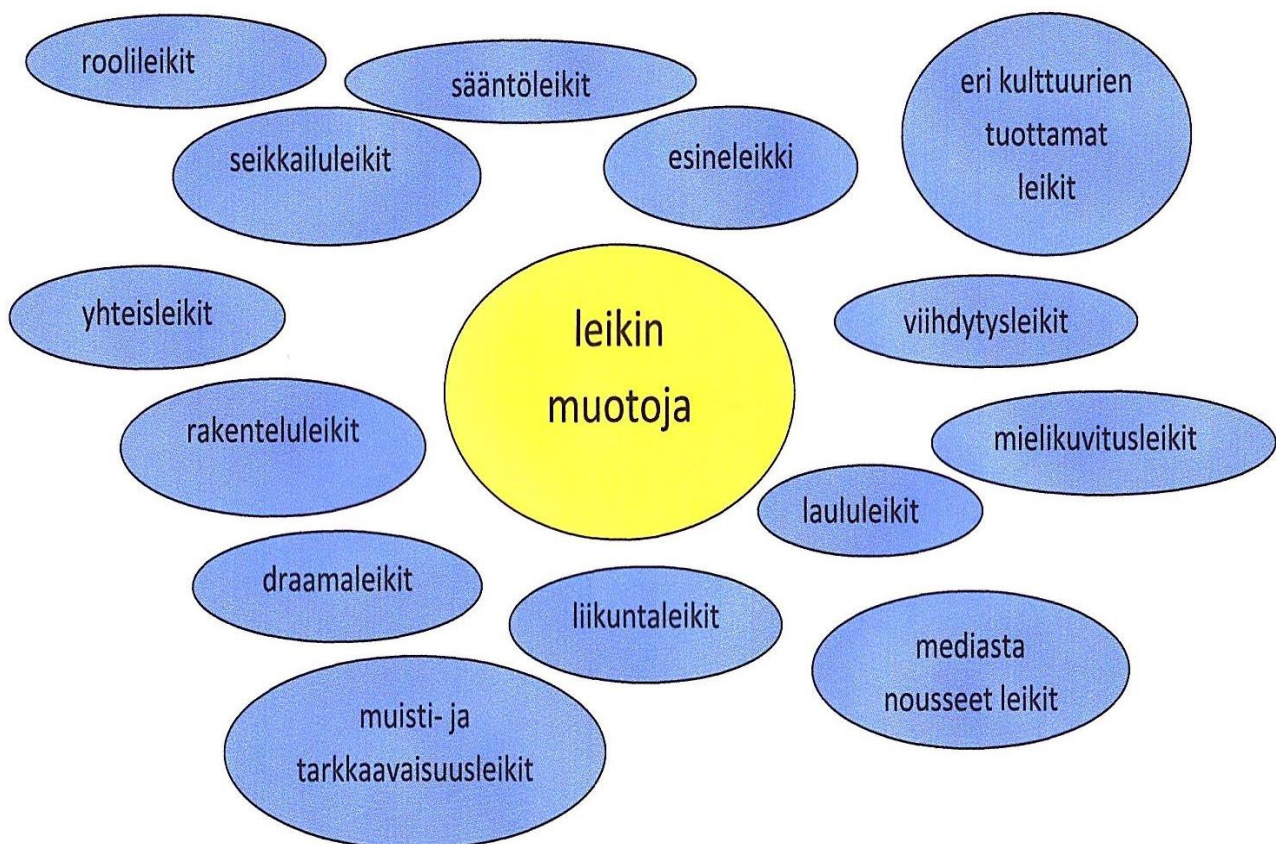 roolileikit
sääntöleikit
eri kulttuurien
tuottamat
leikit
seikkailuleikit
esineleikki
yhteisleikit
leikin
muotoja
viihdytysleikit
rakenteluleikit
mielikuvitusleikit
laululeikit
draamaleikit
liikuntaleikit
mediasta
nousseet leikit
muisti- ja
tarkkaavaisuusleikit